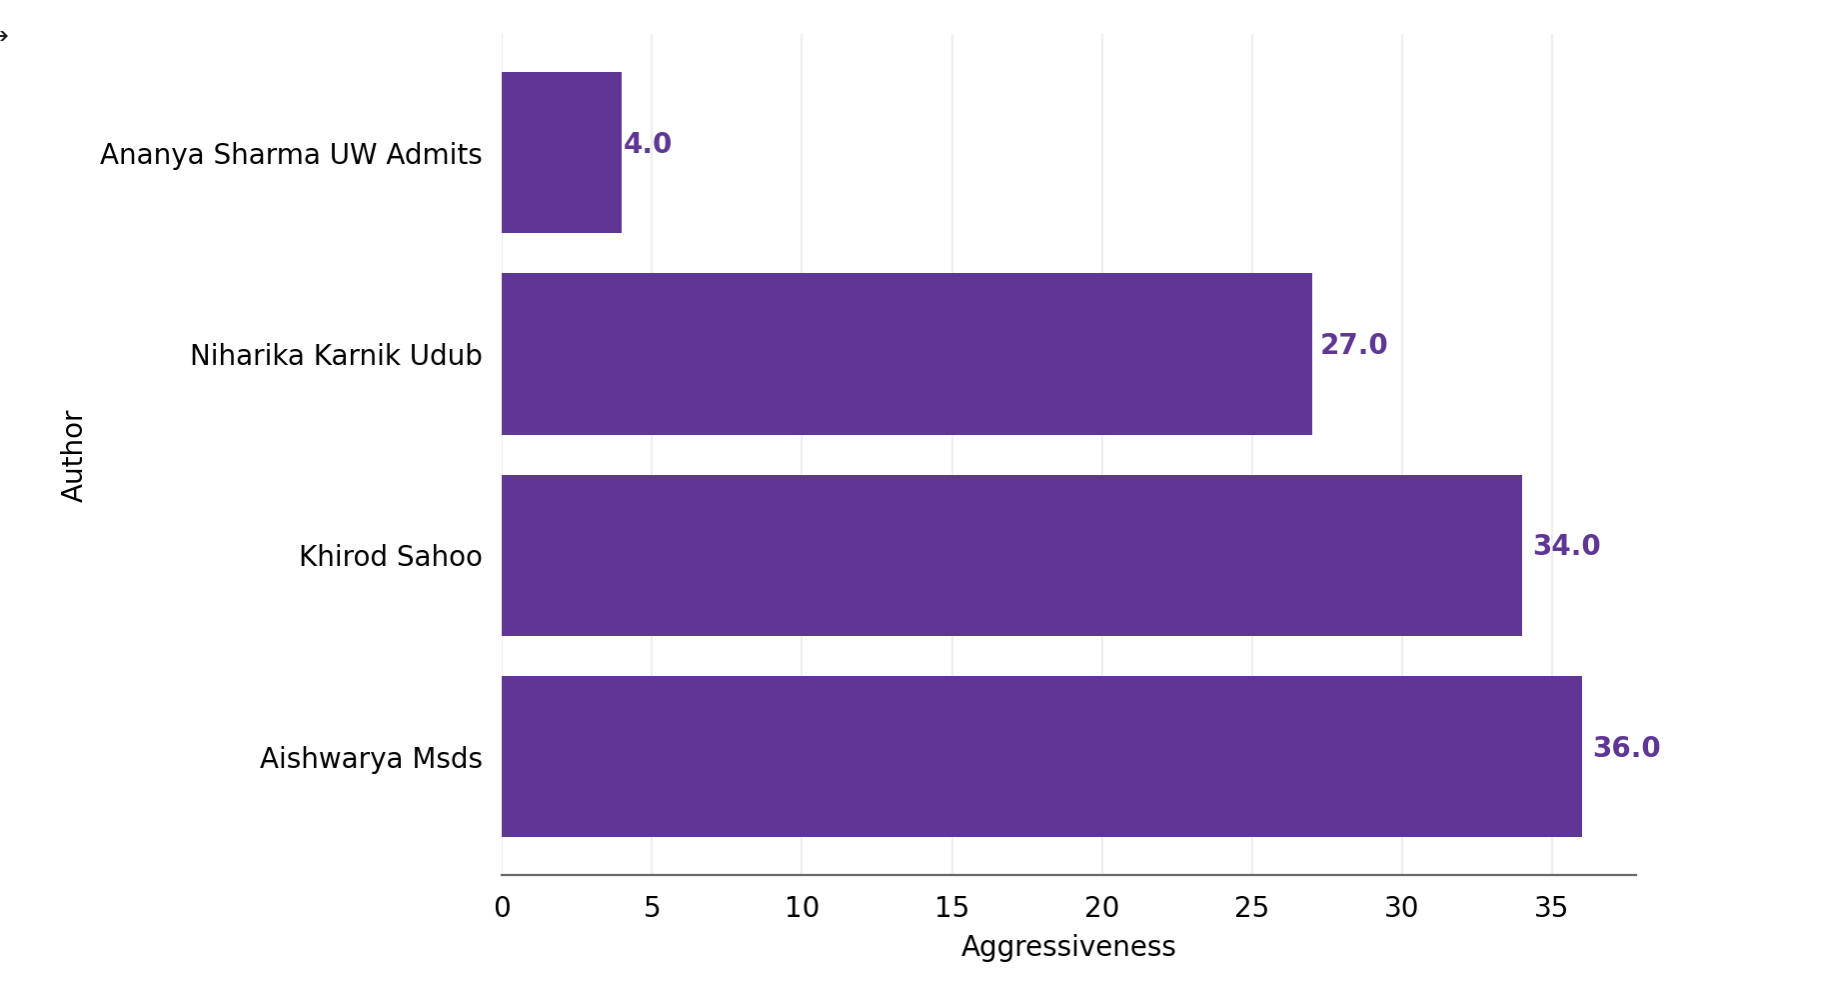 →
Ananya Sharma UW Admits
4.0
Niharika Karnik Udub
27.0
Author
Khirod Sahoo
34.0
Aishwarya Msds
36.0
0 5 10 15 20 25 30 35
Aggressiveness